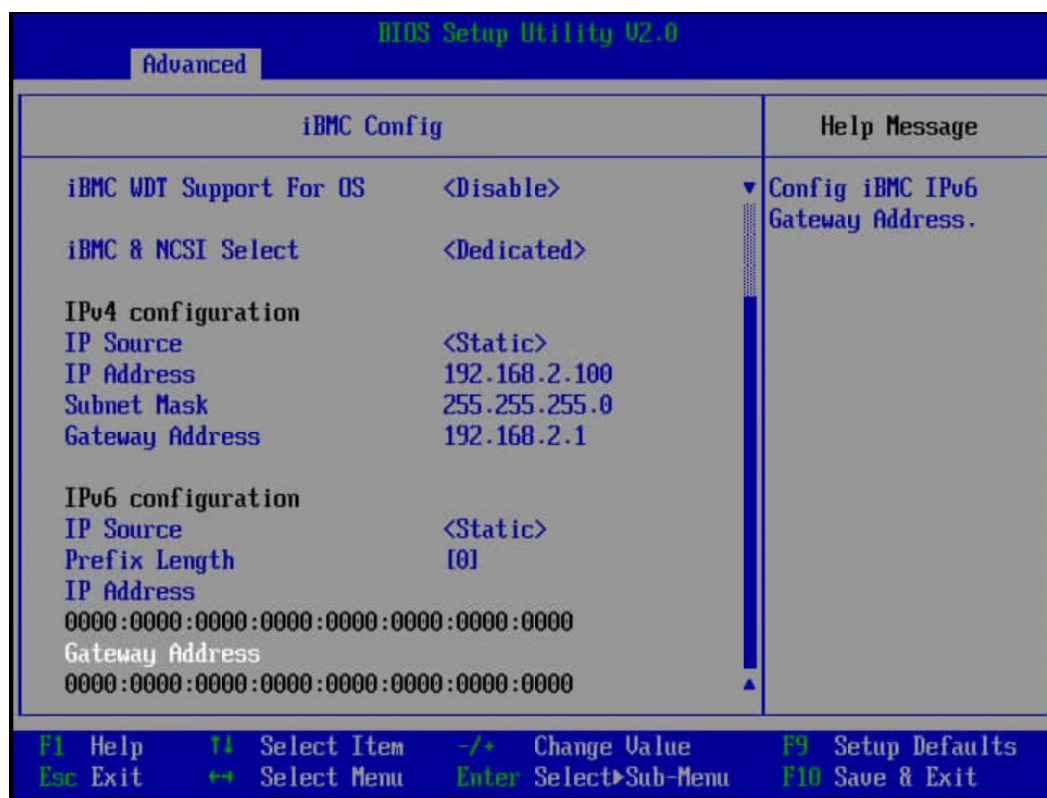 BIOS Setup Utility V2.0
Advanced
iBMC Config
Help Message
iBMC WDT Support For OS <Disable>
Config iBMC IPv6
Gateway Address.
iBMC & NCSI Select <Dedicated>
IPv4 configuration
IP Source <Static>
IP Address 192.168.2.100
Subnet Mask 255.255.255.0
Gateway Address 192.168.2.1
IPv6 configuration
IP Source <Static>
Prefix Length [0]
IP Address
0000:0000:0000:0000:0000:0000:0000:0000
Gateway Address
0000:0000:0000:0000:0000:0000:0000:0000
F1 Help ↑↓ Select Item -/+ Change Value F9 Setup Defaults
Esc Exit ←→ Select Menu Enter Select▶Sub-Menu F10 Save & Exit